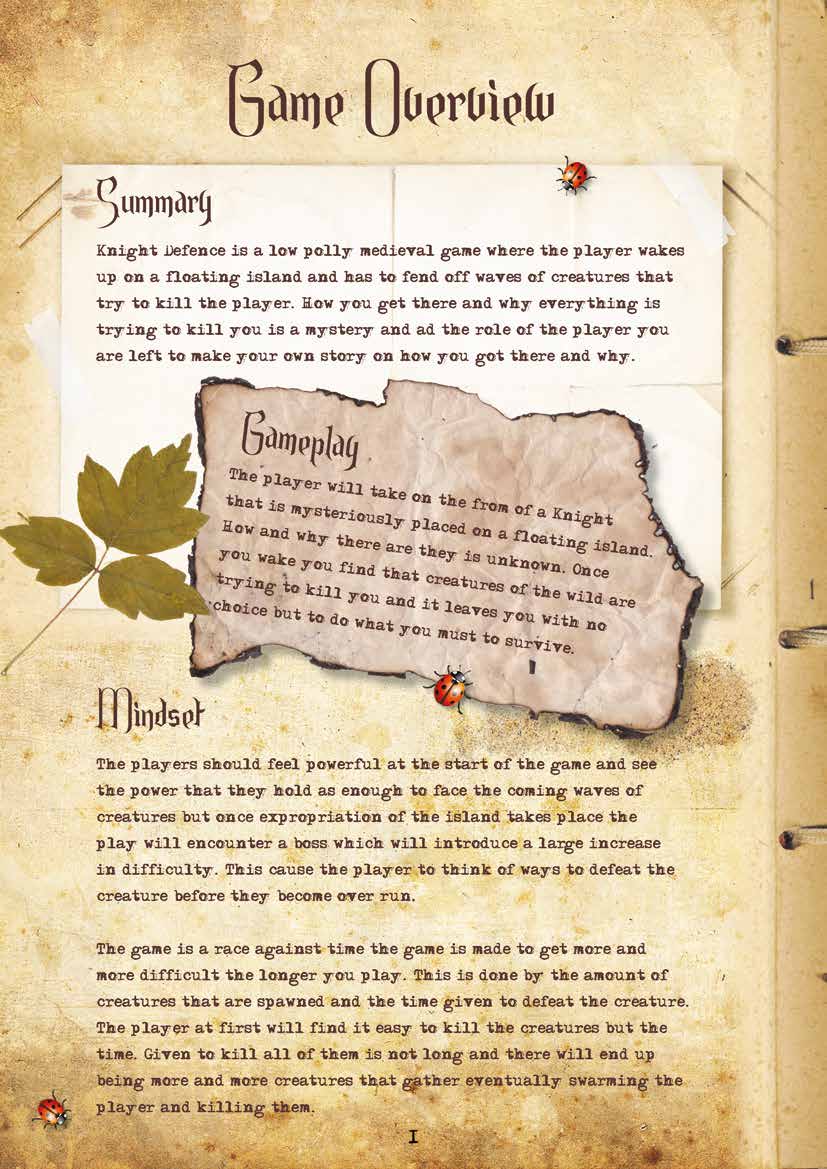 Game Overview
Summary
Knight Defence is a low polly medieval game where the player wakes
up on a floating island and has to fend off waves of creatures that
try to kill the player. How you get there and why everything is
trying to kill you is a mystery and ad the role of the player you
are left to make your own story on how you got there and why.
Gameplay
The player will take on the from of a Knight
that is mysteriously placed on a floating island.
How and why there are they is unknown. Once
you wake you find that creatures of the wild are
trying to kill you and it leaves you with no
choice but to do what you must to survive.
Mindset
The players should feel powerful at the start of the game and see
the power that they hold as enough to face the coming waves of
creatures but once expropriation of the island takes place the
play will encounter a boss which will introduce a large increase
in difficulty. This cause the player to think of ways to defeat the
creature before they become over run.
The game is a race against time the game is made to get more and
more difficult the longer you play. This is done by the amount of
creatures that are spawned and the time given to defeat the creature.
The player at first will find it easy to kill the creatures but the
time. Given to kill all of them is not long and there will end up
being more and more creatures that gather eventually swarming the
player and killing them.
I